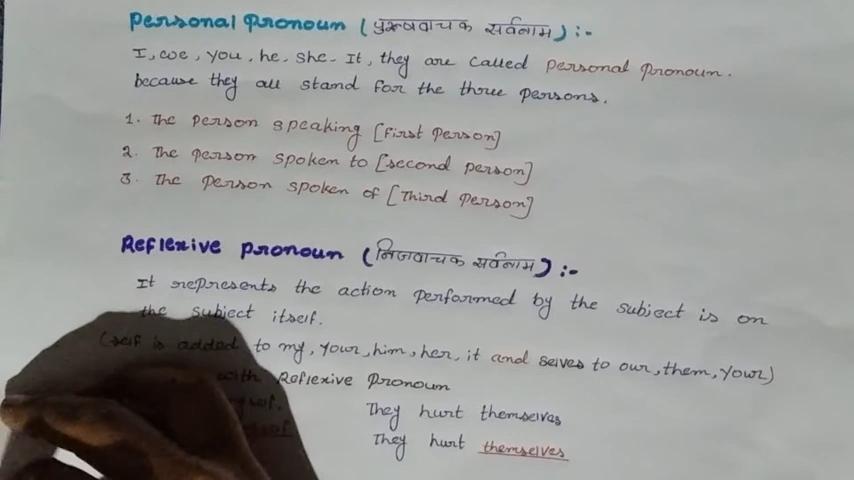 Personal Pronoun (पुरूषवाचक सर्वनाम) :-
I, we, you, he, she. It, they are called personal pronoun.
because they all stand for the three persons.
1. The person speaking [First Person]
2. The person spoken to [second person]
3. The person spoken of [Third person]
Reflexive pronoun (निजवाचक सर्वनाम) :-
It represents the action performed by the subject is on
the subject itself.
(self is added to my, your, him, her, it and selves to our, them, your)
with Reflexive Pronoun
They hurt themselves
They hurt themselves